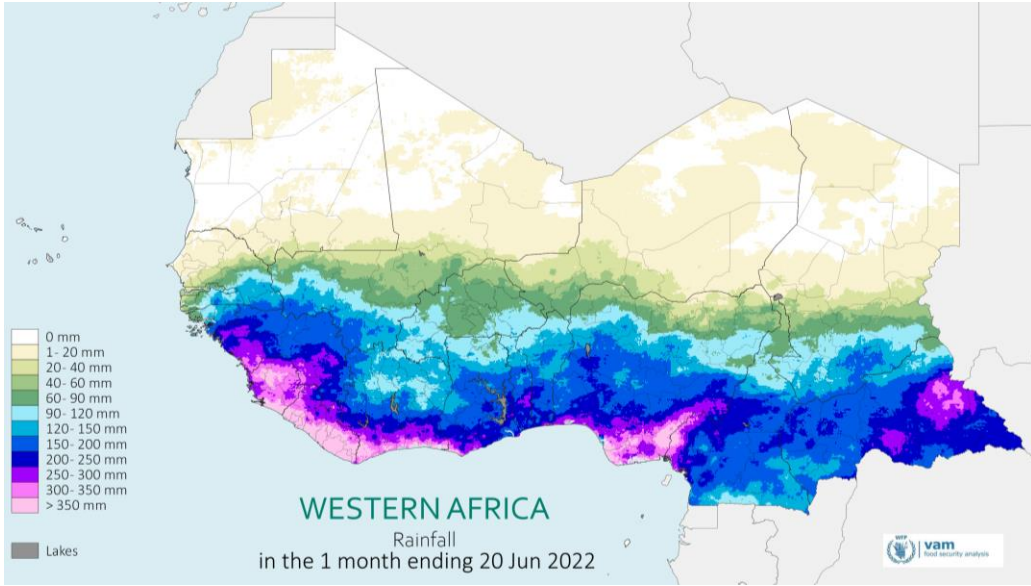 0 mm
1- 20 mm
20- 40 mm
40- 60 mm
60- 90 mm
90- 120 mm
120- 150 mm
150- 200 mm
200- 250 mm
250- 300 mm
300- 350 mm
> 350 mm
Lakes
WESTERN AFRICA
Rainfall
in the 1 month ending 20 Jun 2022
WFP
vam
food security analysis